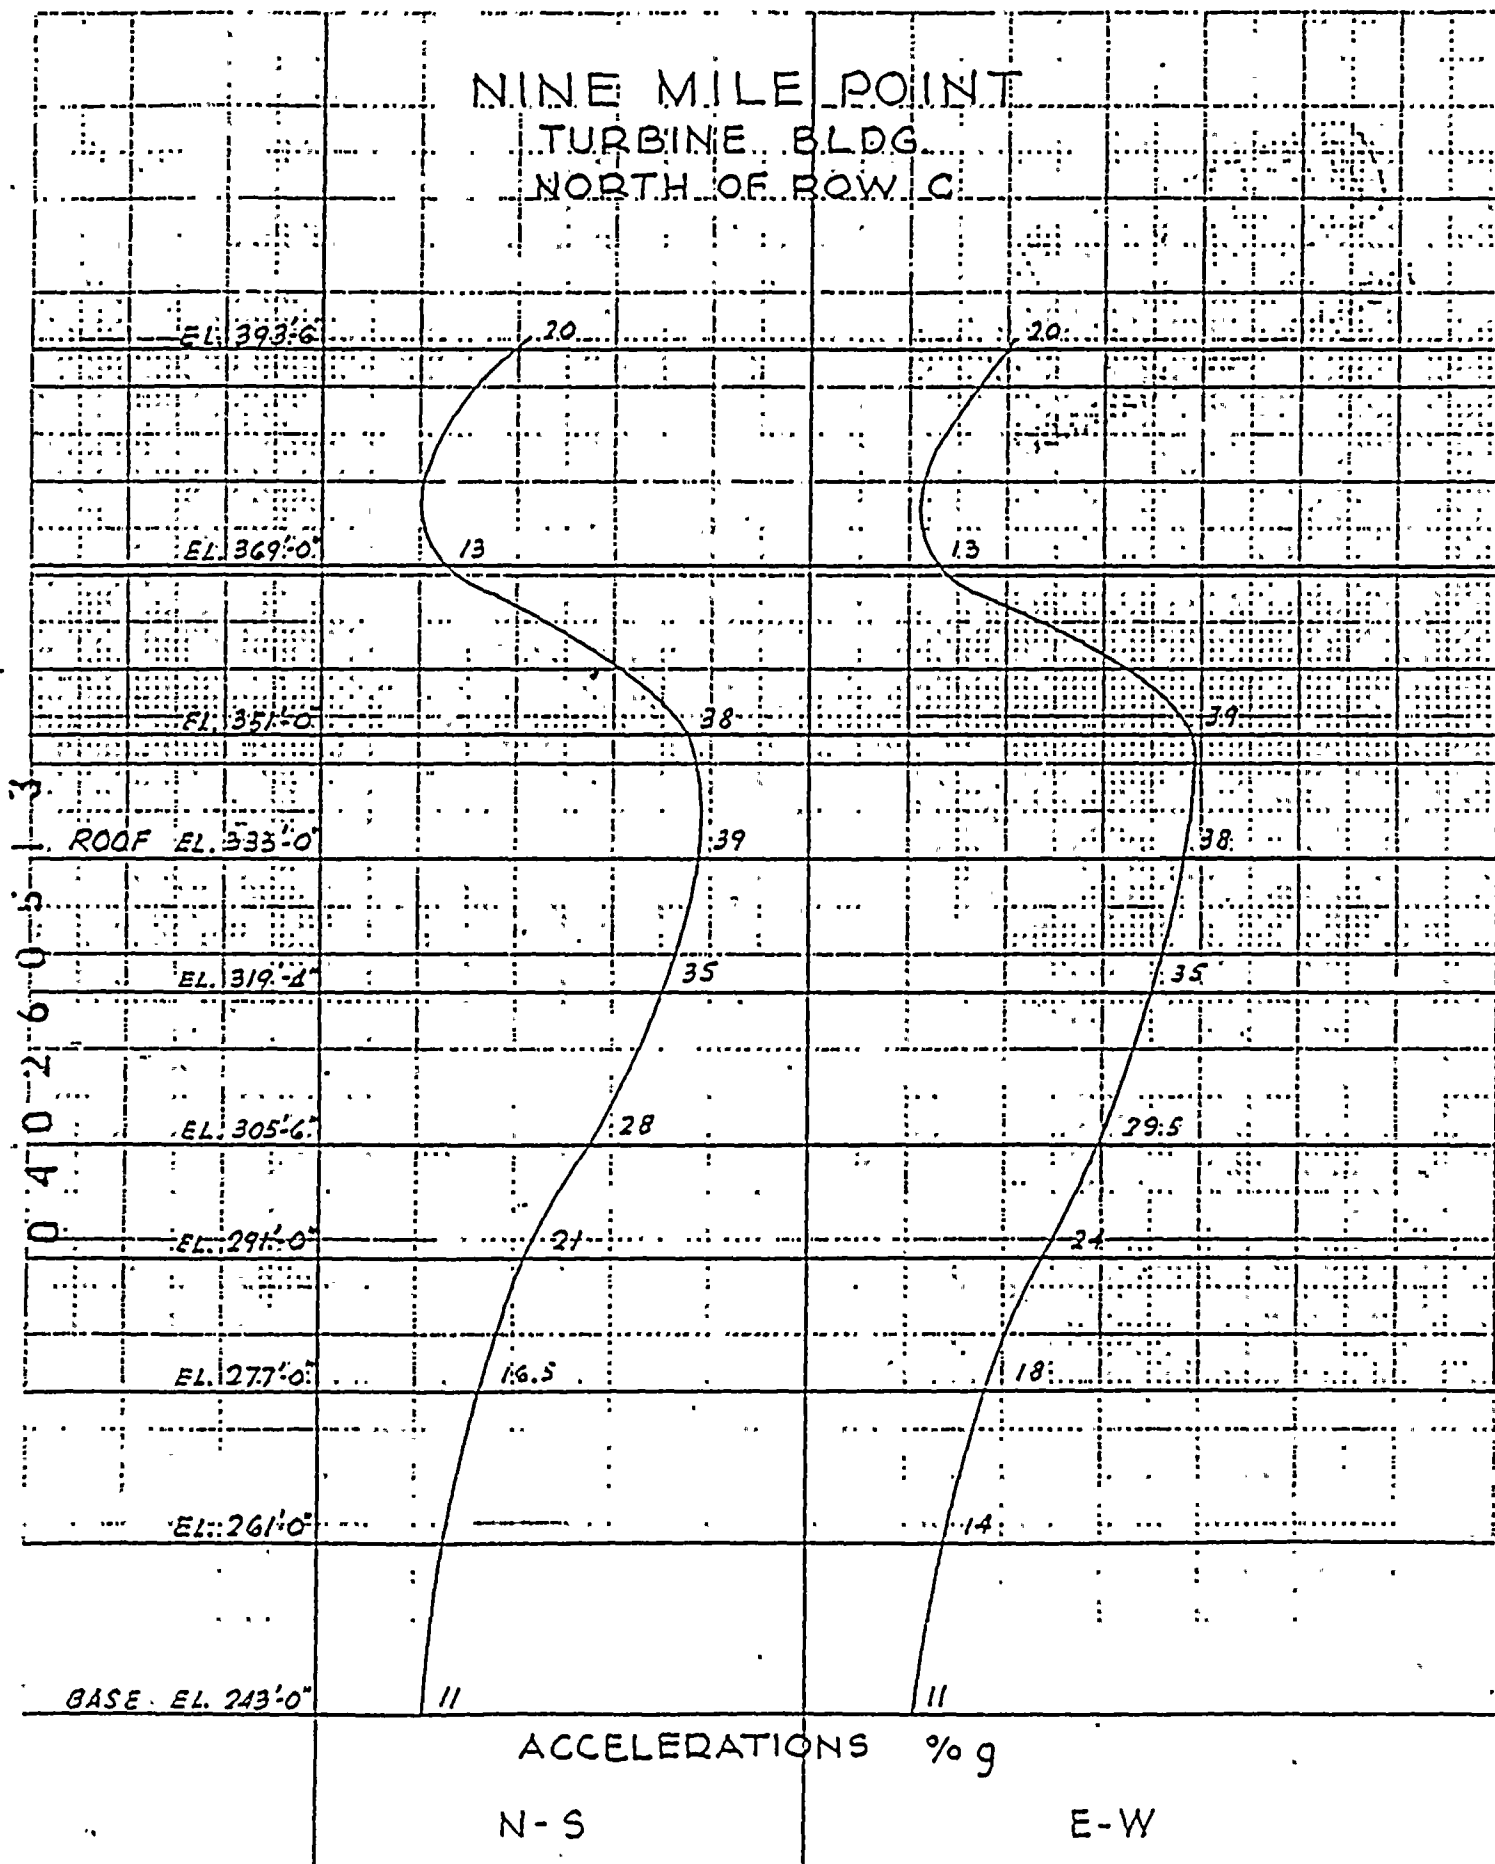 NINE MILE POINT
TURBINE BLDG.
NORTH OF ROW C
EL. 393'-6" 20 20
EL. 369'-0" 13 13
EL. 351'-0" 38 39
ROOF EL. 333'-0" 39 38
EL. 319'-4" 35 35
EL. 305'-6" 28 29.5
EL. 291'-0" 21 24
EL. 277'-0" 16.5 18
EL. 261'-0" 14
BASE EL. 243'-0" 11 11
ACCELERATIONS % g
N-S E-W
040260513